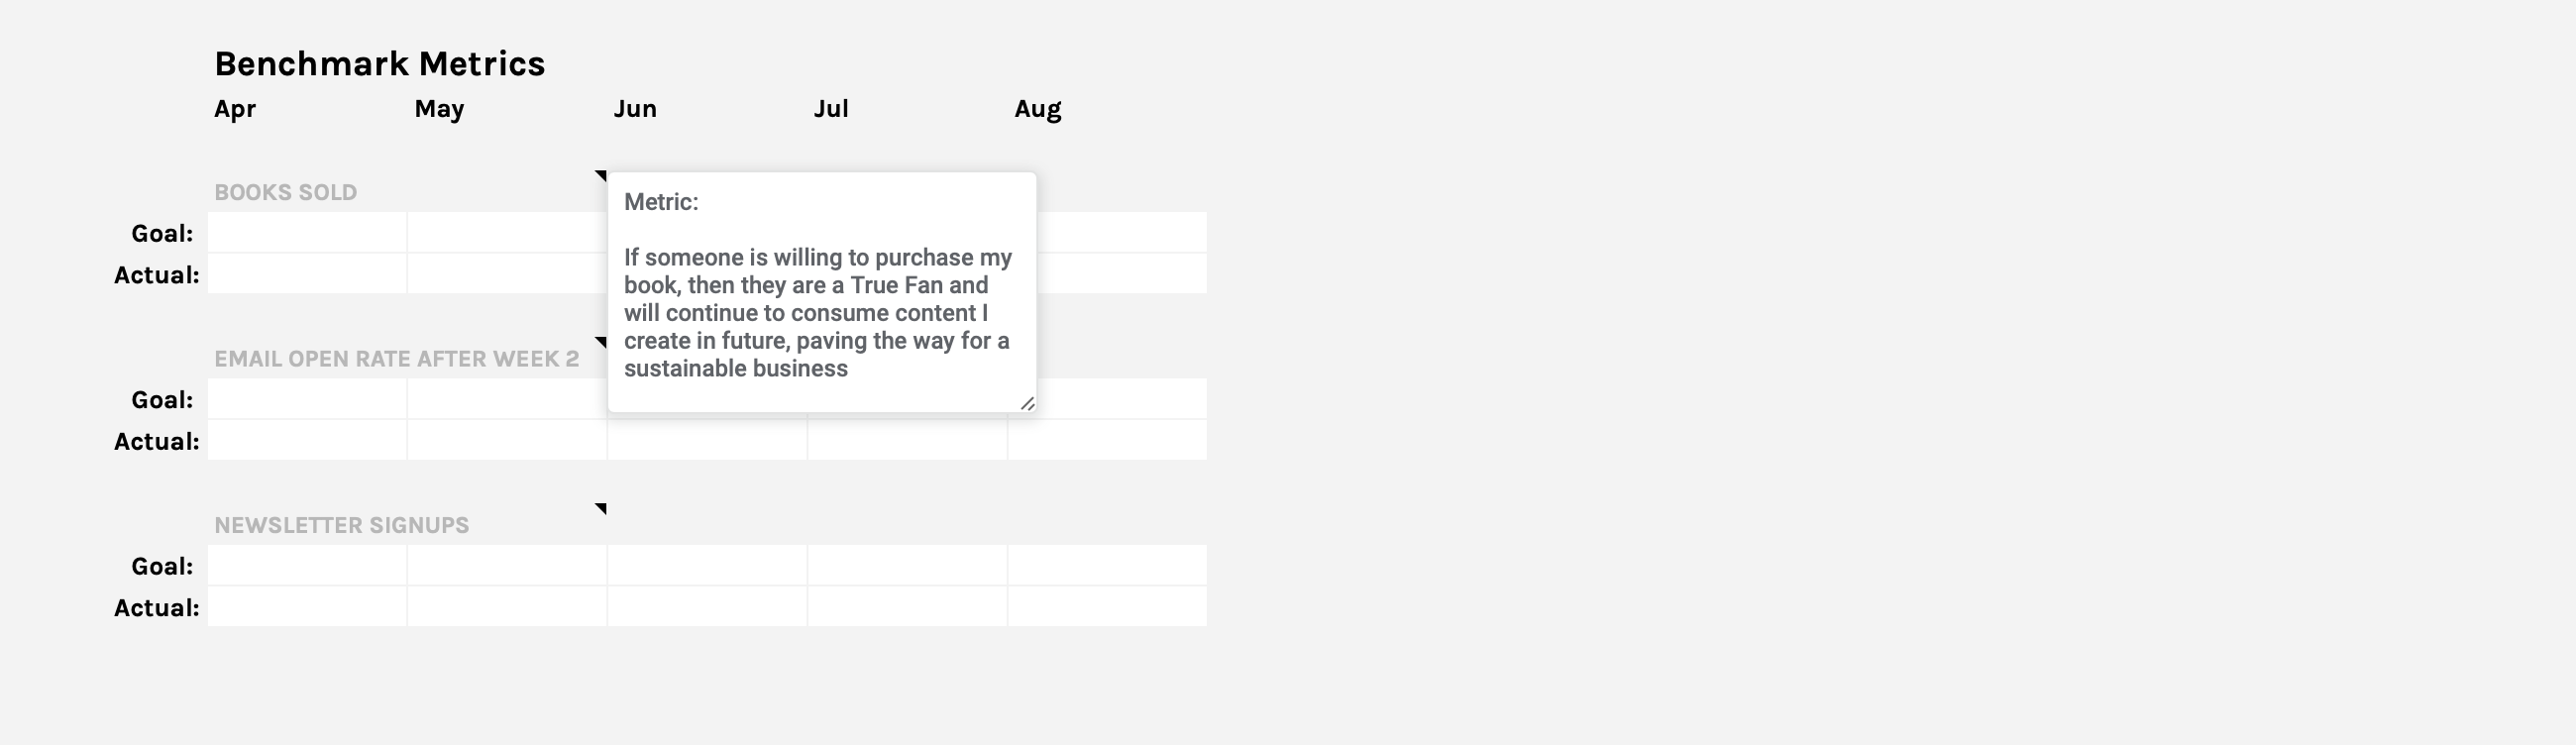 Benchmark Metrics
Apr May Jun Jul Aug
BOOKS SOLD
Goal:
Actual:
Metric:
If someone is willing to purchase my
book, then they are a True Fan and
will continue to consume content I
create in future, paving the way for a
sustainable business
EMAIL OPEN RATE AFTER WEEK 2
Goal:
Actual:
NEWSLETTER SIGNUPS
Goal:
Actual: